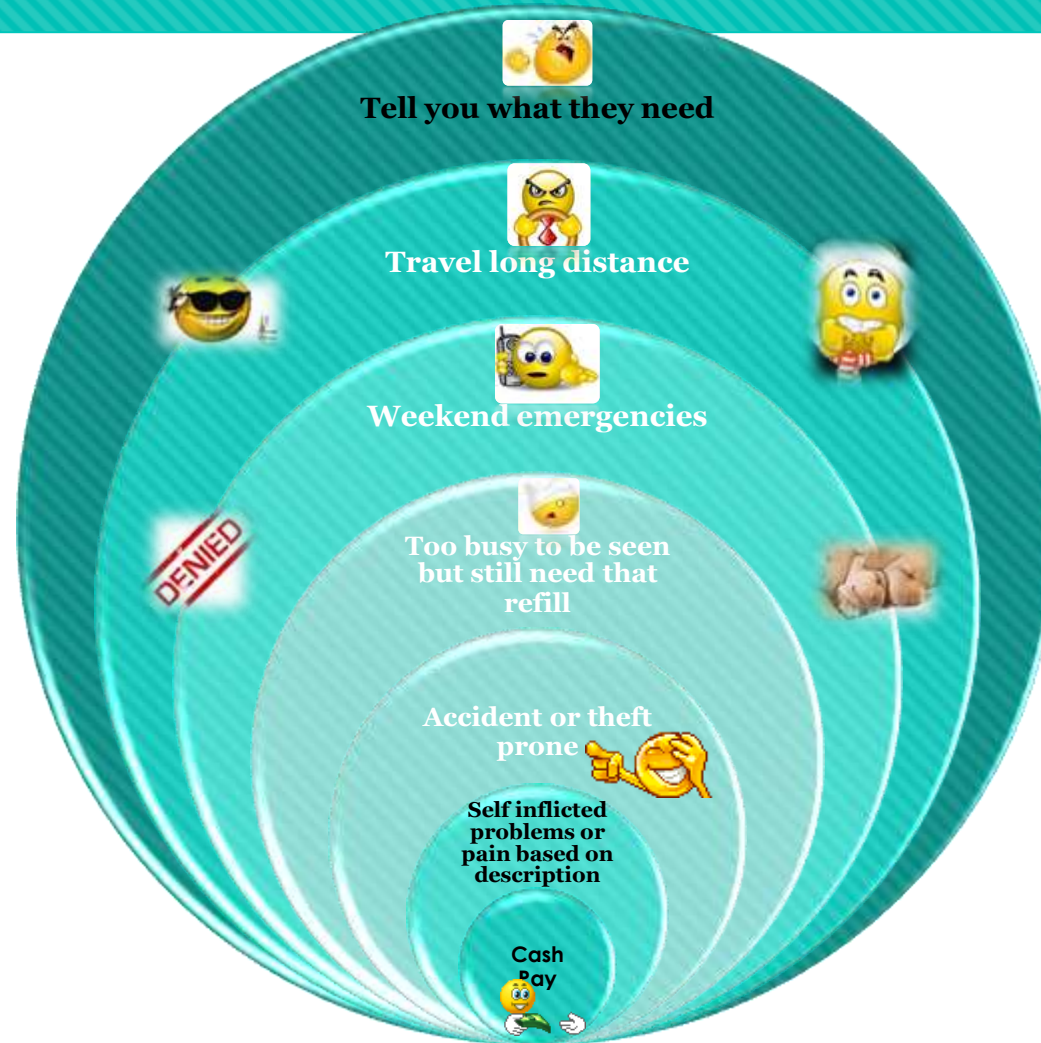 Tell you what they need
Travel long distance
Weekend emergencies
DENIED
Too busy to be seen
but still need that
refill
Accident or theft
prone
Self inflicted
problems or
pain based on
description
Cash
Pay